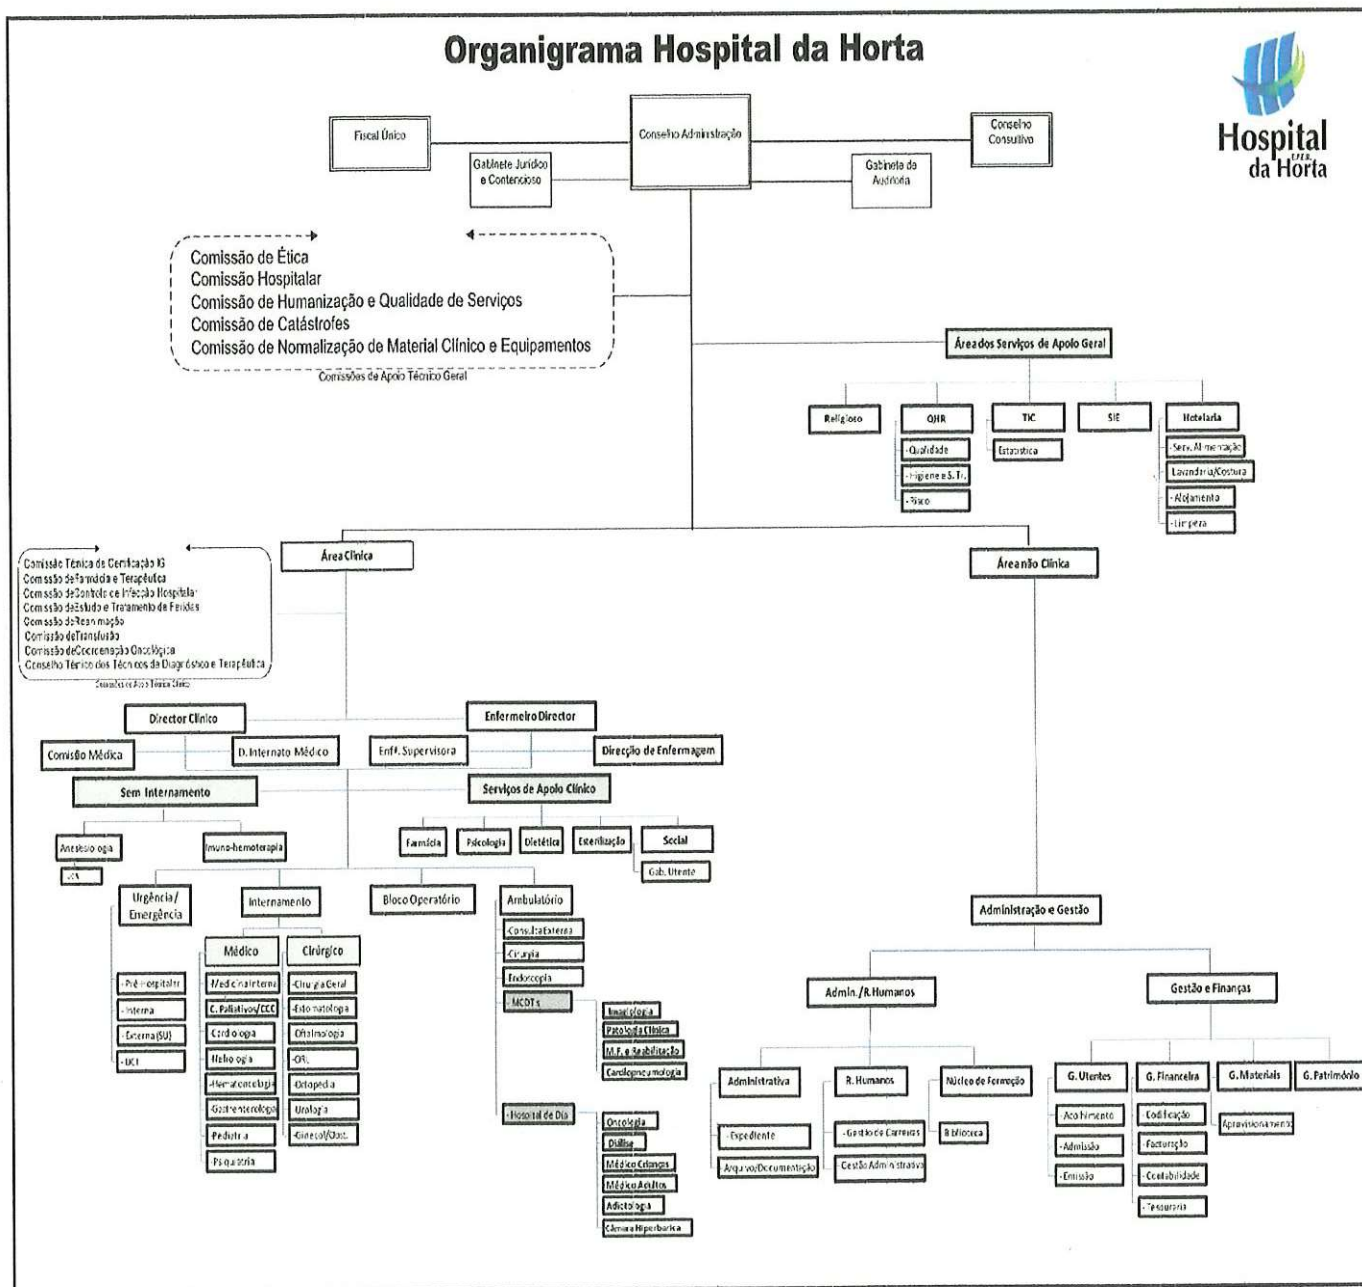 Organigrama Hospital da Horta
Hospital
da Horta
Fiscal Único
Conselho Administração
Conselho
Consultivo
Gabinete Jurídico
e Contencioso
Gabinete de
Auditoria
Comissão de Ética
Comissão Hospitalar
Comissão de Humanização e Qualidade de Serviços
Comissão de Catástrofes
Comissão de Normalização de Material Clínico e Equipamentos
Comissões de Apoio Técnico Geral
Área dos Serviços de Apoio Geral
Religioso
QHR
TIC
SIE
Hotelaria
- Qualidade
- Higiene e S. Tr.
- Risco
Estatística
- Serv. Alimentação
Lavandaria/Costura
- Alojamento
- Limpeza
Área Clínica
Área não Clínica
Comissão Técnica de Certificação IG
Comissão de Farmácia e Terapêutica
Comissão de Controlo de Infecção Hospitalar
Comissão de Estudo e Tratamento de Feridas
Comissão de Reanimação
Comissão de Transfusão
Comissão de Coordenação Oncológica
Conselho Técnico dos Técnicos de Diagnóstico e Terapêutica
Comissões de Apoio Técnico Clínico
Director Clínico
Enfermeiro Director
Comissão Médica
D. Internato Médico
Enfª. Supervisora
Direcção de Enfermagem
Sem Internamento
Serviços de Apoio Clínico
Anestesiologia
Imuno-hemoterapia
Farmácia
Psicologia
Dietética
Esterilização
Social
Gab. Utente
Urgência/
Emergência
Internamento
Bloco Operatório
Ambulatório
- Pré-Hospitalar
- Interna
- Externa (SU)
- UCI
Médico
- Medicina Interna
C. Paliativos/CCC
- Cardiologia
- Nefrologia
- Hematoncologia
- Gastrenterologia
- Pediatria
- Psiquiatria
Cirúrgico
- Cirurgia Geral
- Estomatologia
Oftalmologia
- ORL
- Ortopedia
Urologia
- Ginecol/Obst.
- Consulta Externa
- Cirurgia
- Endoscopia
- MCDTs
Imagiologia
Patologia Clínica
M.F. e Reabilitação
Cardiopneumologia
- Hospital de Dia
Oncologia
Diálise
Médico Crianças
Médico Adultos
Adictologia
Câmara Hiperbárica
Administração e Gestão
Admin./R.Humanos
Gestão e Finanças
Administrativa
R. Humanos
Núcleo de Formação
- Expediente
- Arquivo/Documentação
- Gestão de Carreiras
- Gestão Administrativa
Biblioteca
G. Utentes
G. Financeira
G. Materiais
G. Património
- Acolhimento
- Admissão
- Emissão
- Codificação
- Facturação
- Contabilidade
- Tesouraria
Aprovisionamento